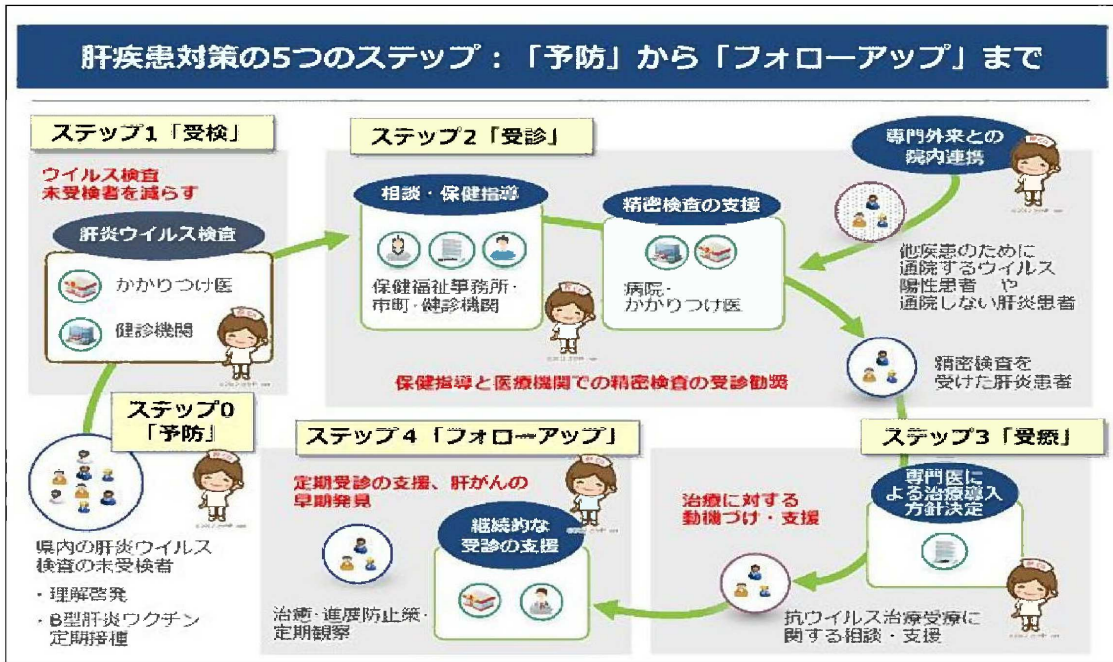 肝疾患対策の5つのステップ：「予防」から「フォローアップ」まで
ステップ1「受検」
ウイルス検査
未受検者を減らす
肝炎ウイルス検査
かかりつけ医
健診機関
ステップ2「受診」
相談・保健指導
保健福祉事務所・
市町・健診機関
精密検査の支援
病院・
かかりつけ医
保健指導と医療機関での精密検査の受診勧奨
専門外来との
院内連携
他疾患のために
通院するウイルス
陽性患者　や
通院しない肝炎患者
精密検査を
受けた肝炎患者
ステップ0
「予防」
県内の肝炎ウイルス
検査の未受検者
・理解啓発
・B型肝炎ワクチン
定期接種
ステップ4「フォローアップ」
定期受診の支援、肝がんの
早期発見
継続的な
受診の支援
治癒・進展防止策・
定期観察
ステップ3「受療」
治療に対する
動機づけ・支援
専門医に
よる治療導入
方針決定
抗ウイルス治療受療に
関する相談・支援